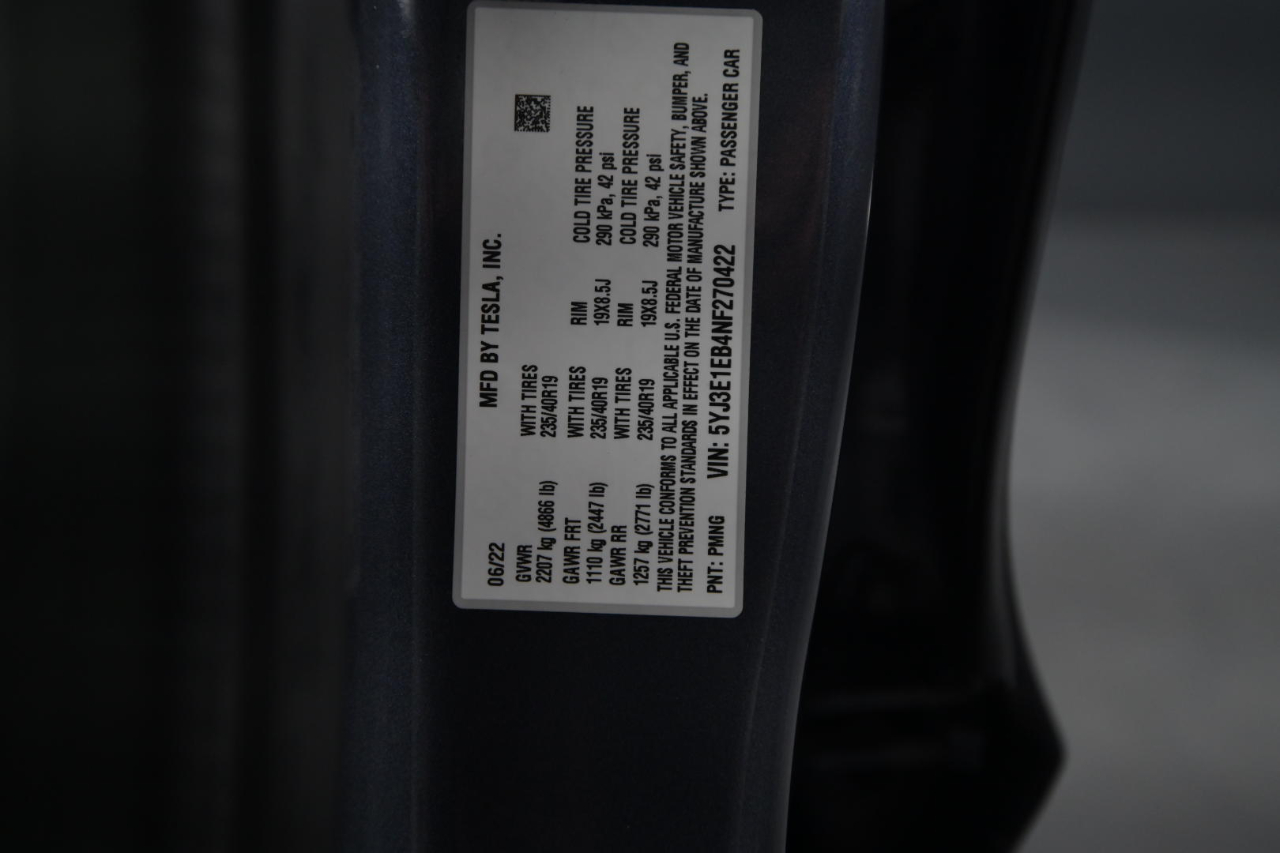 06/22 MFD BY TESLA, INC.
GVWR WITH TIRES
2207 kg (4866 lb) 235/40R19
GAWR FRT WITH TIRES RIM COLD TIRE PRESSURE
1110 kg (2447 lb) 235/40R19 19X8.5J 290 kPa, 42 psi
GAWR RR WITH TIRES RIM COLD TIRE PRESSURE
1257 kg (2771 lb) 235/40R19 19X8.5J 290 kPa, 42 psi
THIS VEHICLE CONFORMS TO ALL APPLICABLE U.S. FEDERAL MOTOR VEHICLE SAFETY, BUMPER, AND
THEFT PREVENTION STANDARDS IN EFFECT ON THE DATE OF MANUFACTURE SHOWN ABOVE.
PNT: PMNG VIN: 5YJ3E1EB4NF270422 TYPE: PASSENGER CAR